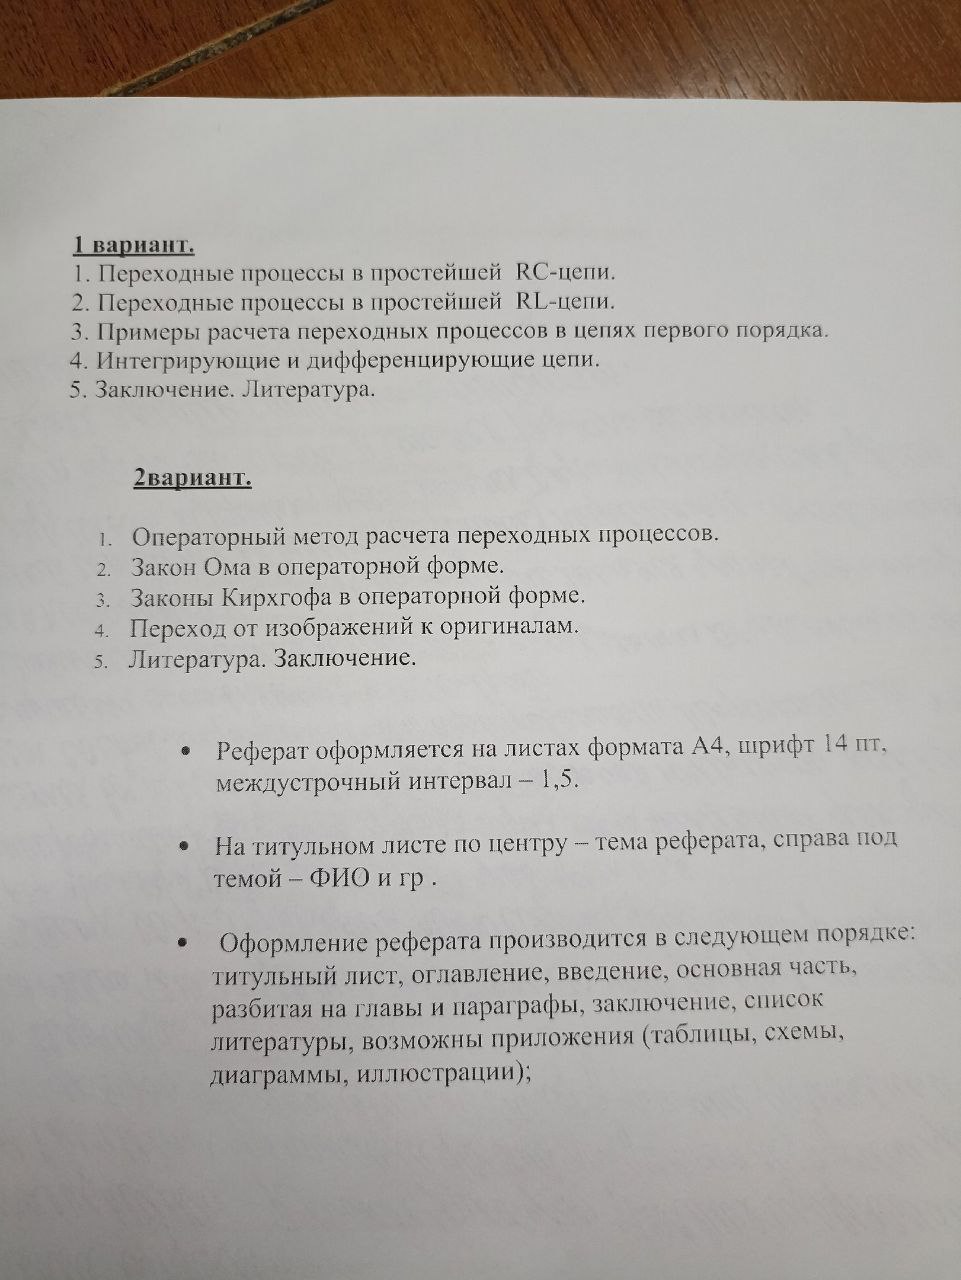 1 вариант.
1. Переходные процессы в простейшей RC-цепи.
2. Переходные процессы в простейшей RL-цепи.
3. Примеры расчета переходных процессов в цепях первого порядка.
4. Интегрирующие и дифференцирующие цепи.
5. Заключение. Литература.
2вариант.
1. Операторный метод расчета переходных процессов.
2. Закон Ома в операторной форме.
3. Законы Кирхгофа в операторной форме.
4. Переход от изображений к оригиналам.
5. Литература. Заключение.
• Реферат оформляется на листах формата А4, шрифт 14 пт,
междустрочный интервал – 1,5.
• На титульном листе по центру – тема реферата, справа под
темой – ФИО и гр .
• Оформление реферата производится в следующем порядке:
титульный лист, оглавление, введение, основная часть,
разбитая на главы и параграфы, заключение, список
литературы, возможны приложения (таблицы, схемы,
диаграммы, иллюстрации);